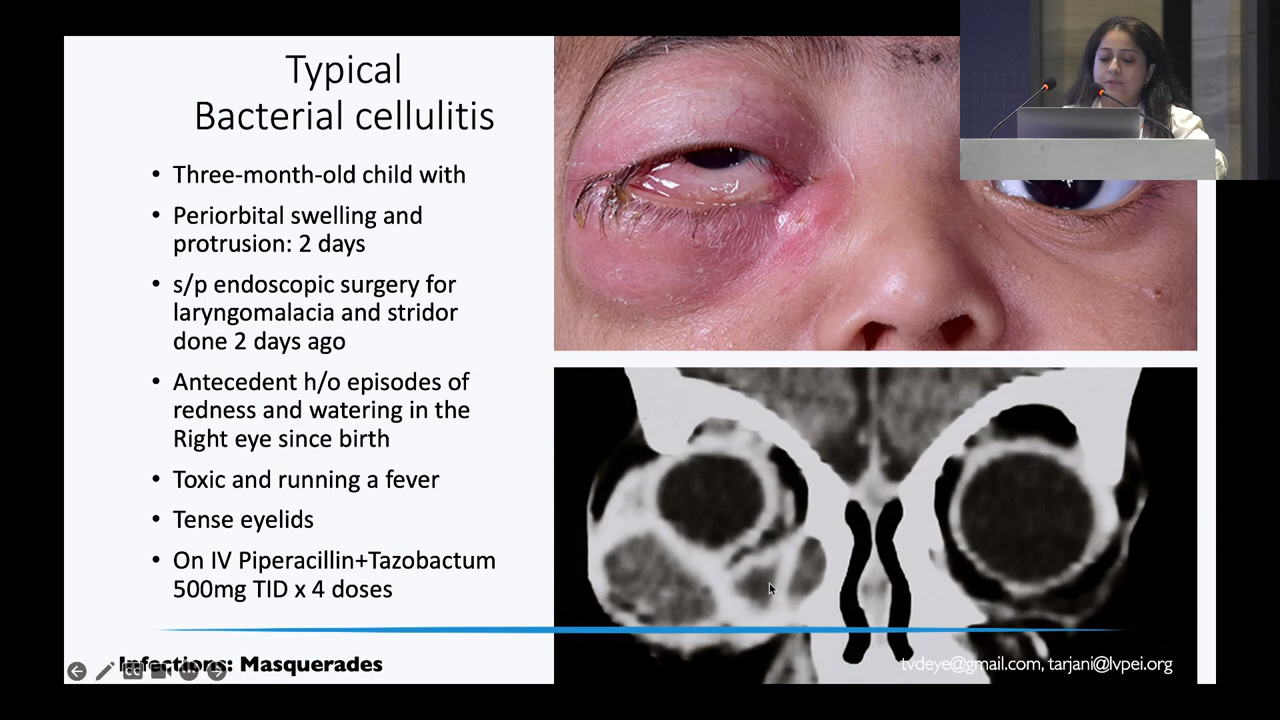 Typical
Bacterial cellulitis
• Three-month-old child with
• Periorbital swelling and
protrusion: 2 days
• s/p endoscopic surgery for
laryngomalacia and stridor
done 2 days ago
• Antecedent h/o episodes of
redness and watering in the
Right eye since birth
• Toxic and running a fever
• Tense eyelids
• On IV Piperacillin+Tazobactum
500mg TID x 4 doses
Infections: Masquerades
CC
tvdeye@gmail.com, tarjani@lvpei.org